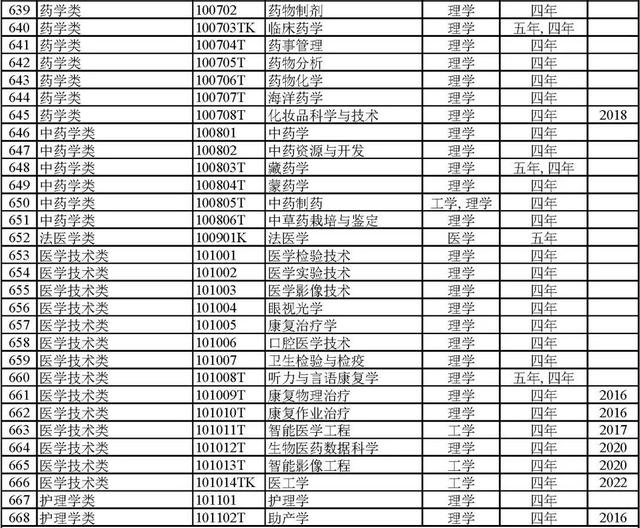 639 药学类 100702 药物制剂 理学 四年
640 药学类 100703TK 临床药学 理学 五年,四年
641 药学类 100704T 药事管理 理学 四年
642 药学类 100705T 药物分析 理学 四年
643 药学类 100706T 药物化学 理学 四年
644 药学类 100707T 海洋药学 理学 四年
645 药学类 100708T 化妆品科学与技术 理学 四年 2018
646 中药学类 100801 中药学 理学 四年
647 中药学类 100802 中药资源与开发 理学 四年
648 中药学类 100803T 藏药学 理学 五年,四年
649 中药学类 100804T 蒙药学 理学 四年
650 中药学类 100805T 中药制药 工学,理学 四年
651 中药学类 100806T 中草药栽培与鉴定 理学 四年
652 法医学类 100901K 法医学 医学 五年
653 医学技术类 101001 医学检验技术 理学 四年
654 医学技术类 101002 医学实验技术 理学 四年
655 医学技术类 101003 医学影像技术 理学 四年
656 医学技术类 101004 眼视光学 理学 四年
657 医学技术类 101005 康复治疗学 理学 四年
658 医学技术类 101006 口腔医学技术 理学 四年
659 医学技术类 101007 卫生检验与检疫 理学 四年
660 医学技术类 101008T 听力与言语康复学 理学 五年,四年
661 医学技术类 101009T 康复物理治疗 理学 四年 2016
662 医学技术类 101010T 康复作业治疗 理学 四年 2016
663 医学技术类 101011T 智能医学工程 工学 四年 2017
664 医学技术类 101012T 生物医药数据科学 理学 四年 2020
665 医学技术类 101013T 智能影像工程 工学 四年 2020
666 医学技术类 101014TK 医工学 工学 四年 2022
667 护理学类 101101 护理学 理学 四年
668 护理学类 101102T 助产学 理学 四年 2016